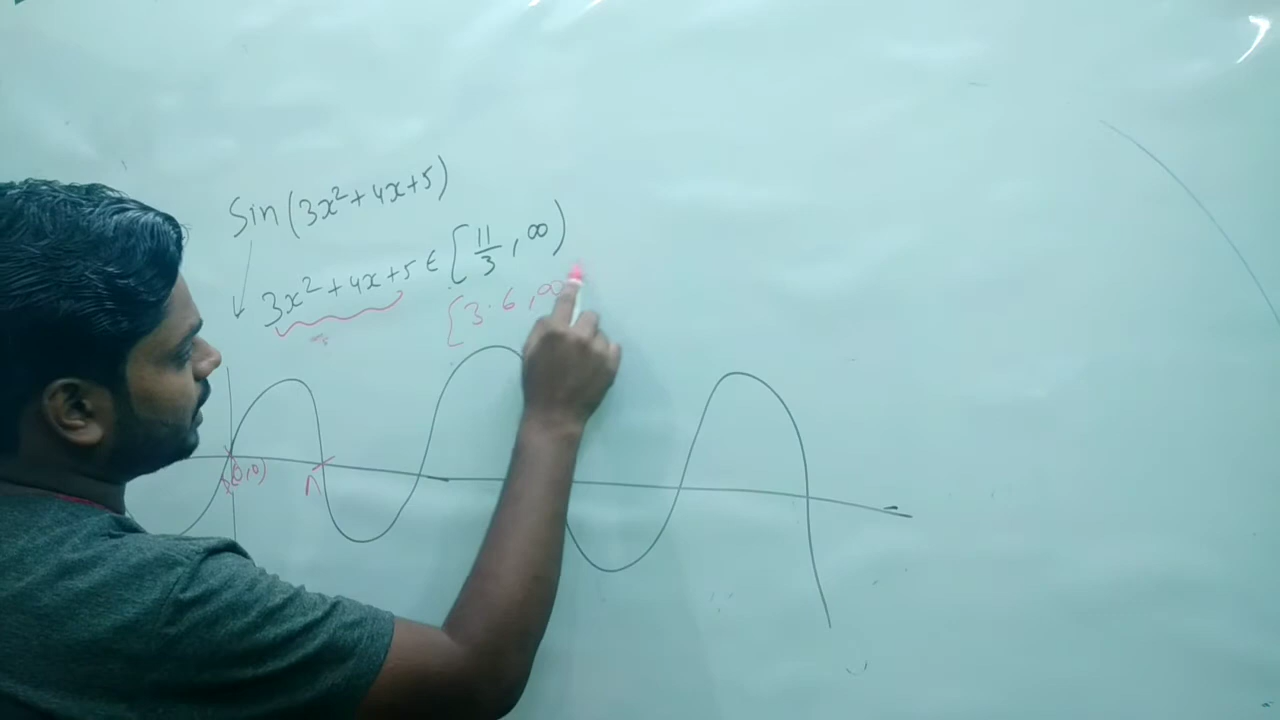 Sin(3x²+4x+5)
3x²+4x+5 ∈ [11/3, ∞)
[3.6, ∞
(0,0)
π